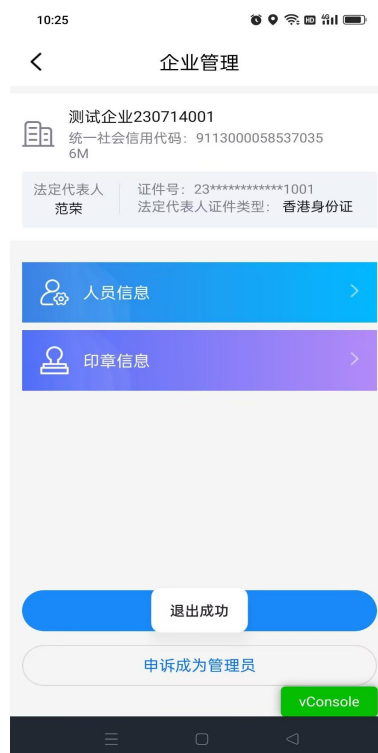 10:25
企业管理
测试企业230714001
统一社会信用代码：9113000058537035
6M
法定代表人
范荣
证件号：23************1001
法定代表人证件类型： 香港身份证
人员信息
印章信息
退出成功
申诉成为管理员
vConsole